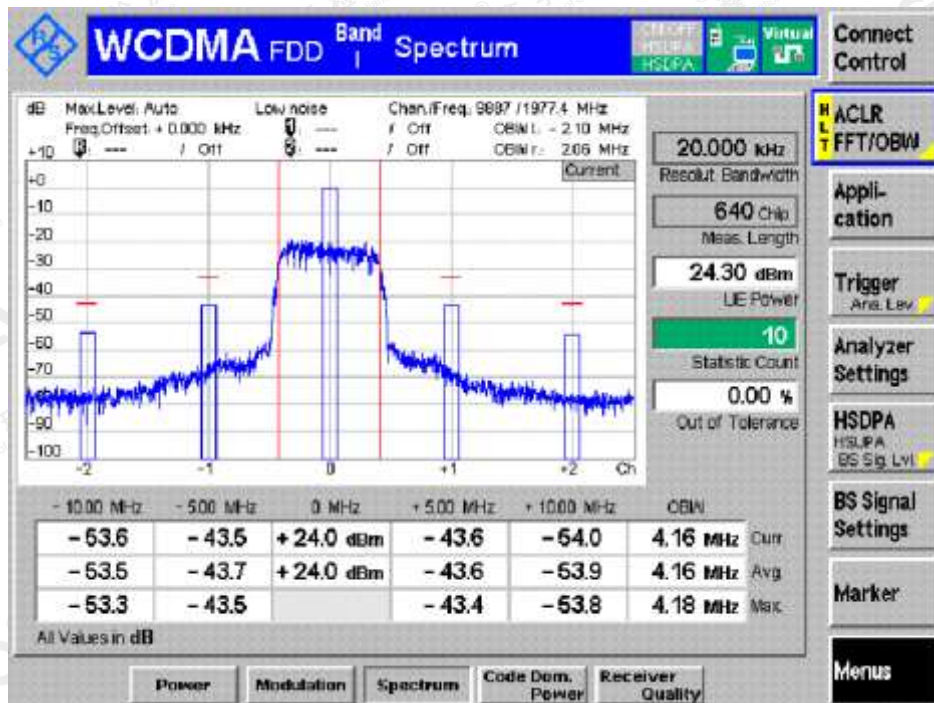 WCDMA FDD Band I Spectrum
HSUPA
HSDPA
Virtual
Connect Control
dB Max.Level: Auto Low noise Chan./Freq.: 9887 / 1977.4 MHz
Freq.Offset: + 0.000 kHz --- / Off OBW l.: - 2.10 MHz
--- / Off --- / Off OBW r.: 2.06 MHz
Current
+10
+0
-10
-20
-30
-40
-50
-60
-70
-90
-100
-2 -1 0 +1 +2 Ch
20.000 kHz
Resolut. Bandwidth
640 Chip
Meas. Length
24.30 dBm
UE Power
10
Statistic Count
0.00 %
Out of Tolerance
- 10.00 MHz - 5.00 MHz 0 MHz + 5.00 MHz + 10.00 MHz OBW
- 53.6 - 43.5 + 24.0 dBm - 43.6 - 54.0 4.16 MHz Curr.
- 53.5 - 43.7 + 24.0 dBm - 43.6 - 53.9 4.16 MHz Avg.
- 53.3 - 43.5 - 43.4 - 53.8 4.18 MHz Max.
All Values in dB
Power Modulation Spectrum Code Dom. Power Receiver Quality
HLT
ACLR
FFT/OBW
Appli-
cation
Trigger
Ana. Lev.
Analyzer
Settings
HSDPA
HSUPA
BS Sig. Lvl.
BS Signal
Settings
Marker
Menus